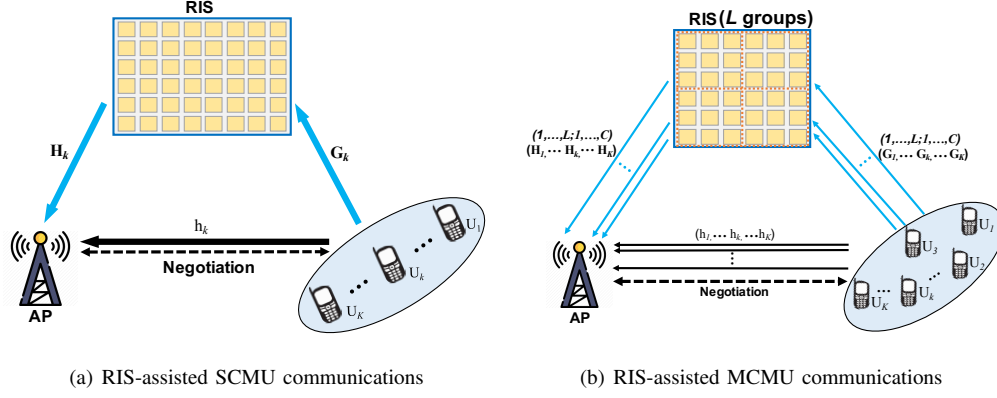 RIS
H_k
G_k
h_k
Negotiation
AP
U_1
U_k
U_K
(a) RIS-assisted SCMU communications
RIS(L groups)
(1,...,L;1,...,C)
(H_1,... H_k,... H_K)
(1,...,L;1,...,C)
(G_1,... G_k,... G_K)
(h_1,... h_k,...h_K)
Negotiation
AP
U_1
U_3
U_2
U_K
U_k
(b) RIS-assisted MCMU communications